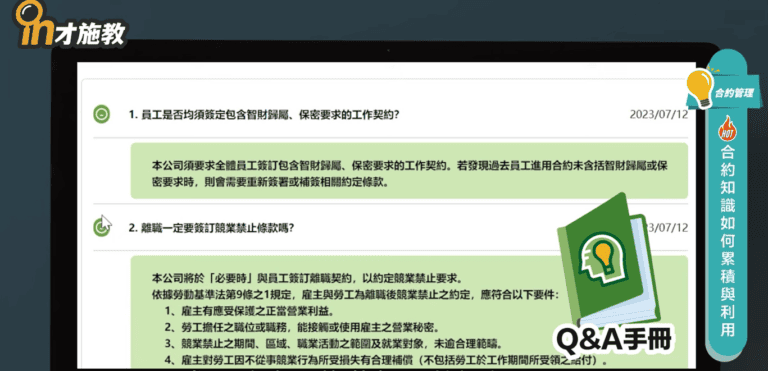 in才施教
合約管理
HOT
合約知識如何累積與利用
1. 員工是否均須簽定包含智財歸屬、保密要求的工作契約?
2023/07/12
本公司須要求全體員工簽訂包含智財歸屬、保密要求的工作契約。若發現過去員工進用合約未含括智財歸屬或保
密要求時，則會需要重新簽署或補簽相關約定條款。
2. 離職一定要簽訂競業禁止條款嗎?
23/07/12
本公司將於「必要時」與員工簽訂離職契約，以約定競業禁止要求。
依據勞動基準法第9條之1規定，雇主與勞工為離職後競業禁止之約定，應符合以下要件：
1、雇主有應受保護之正當營業利益。
2、勞工擔任之職位或職務，能接觸或使用雇主之營業秘密。
3、競業禁止之期間、區域、職業活動之範圍及就業對象，未逾合理範疇。
4、雇主對勞工因不從事競業行為所受損失有合理補償（不包括勞工於工作期間所受領之給付）。
Q&A手冊